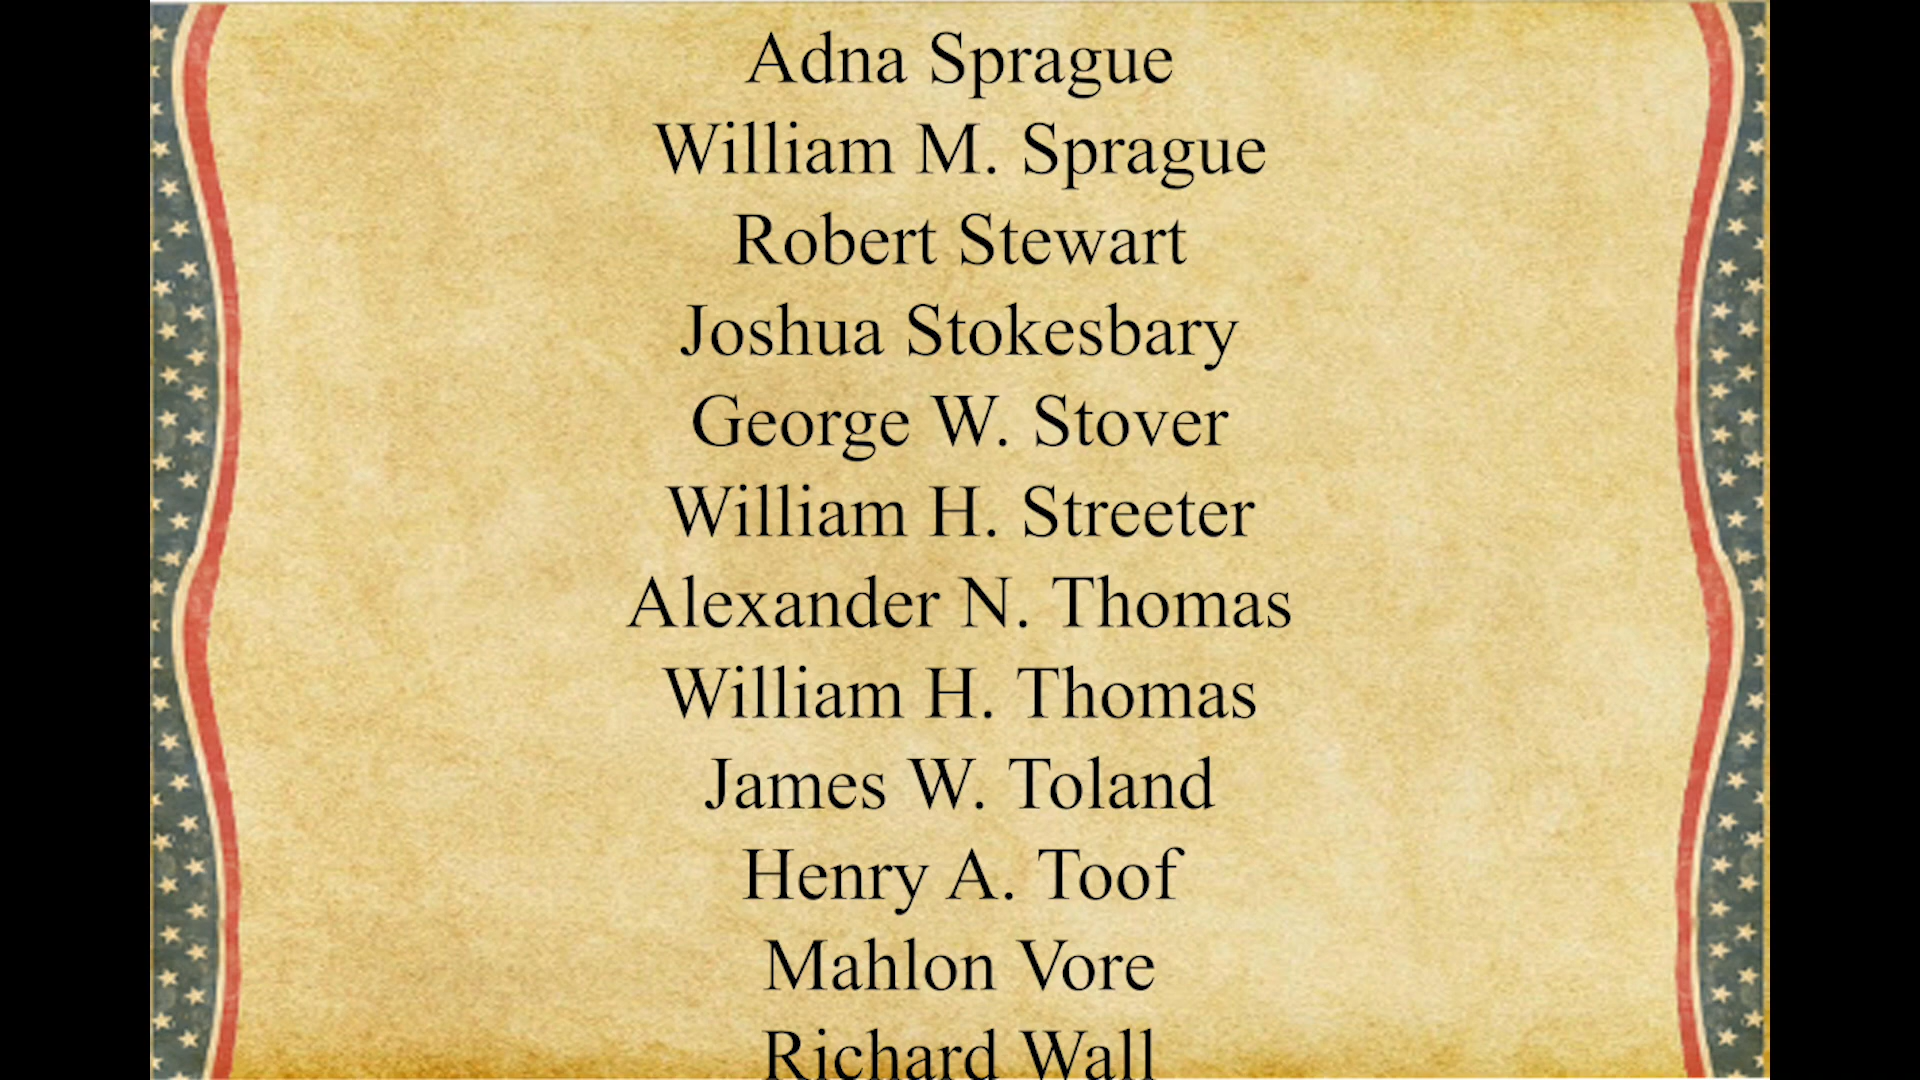 Adna Sprague
William M. Sprague
Robert Stewart
Joshua Stokesbary
George W. Stover
William H. Streeter
Alexander N. Thomas
William H. Thomas
James W. Toland
Henry A. Toof
Mahlon Vore
Richard Wall